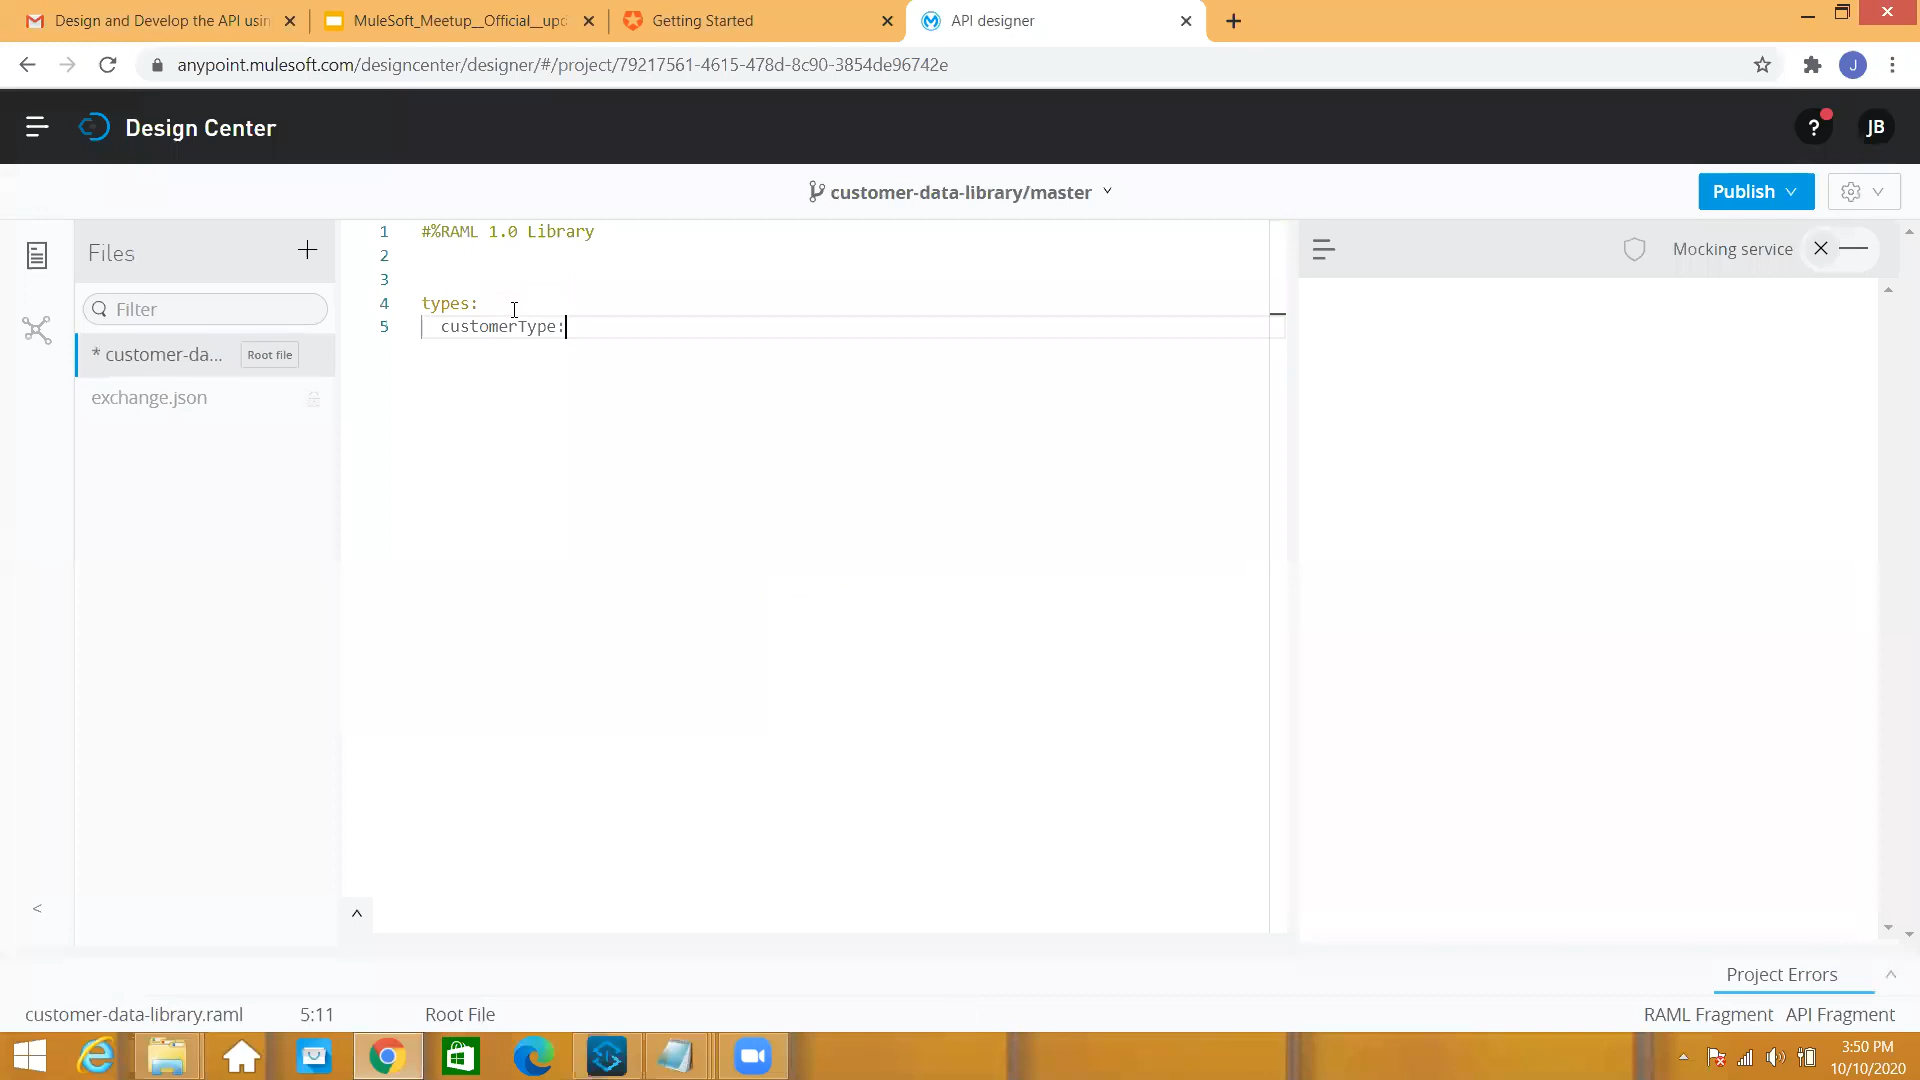 Design and Develop the API usin
MuleSoft_Meetup__Official__upd
Getting Started
API designer
anypoint.mulesoft.com/designcenter/designer/#/project/79217561-4615-478d-8c90-3854de96742e
J
Design Center
?
JB
customer-data-library/master
Publish
Files
Filter
* customer-da...
Root file
exchange.json
1 #%RAML 1.0 Library
2
3
4 types:
5 customerType:
Mocking service
Project Errors
customer-data-library.raml
5:11
Root File
RAML Fragment
API Fragment
3:50 PM
10/10/2020